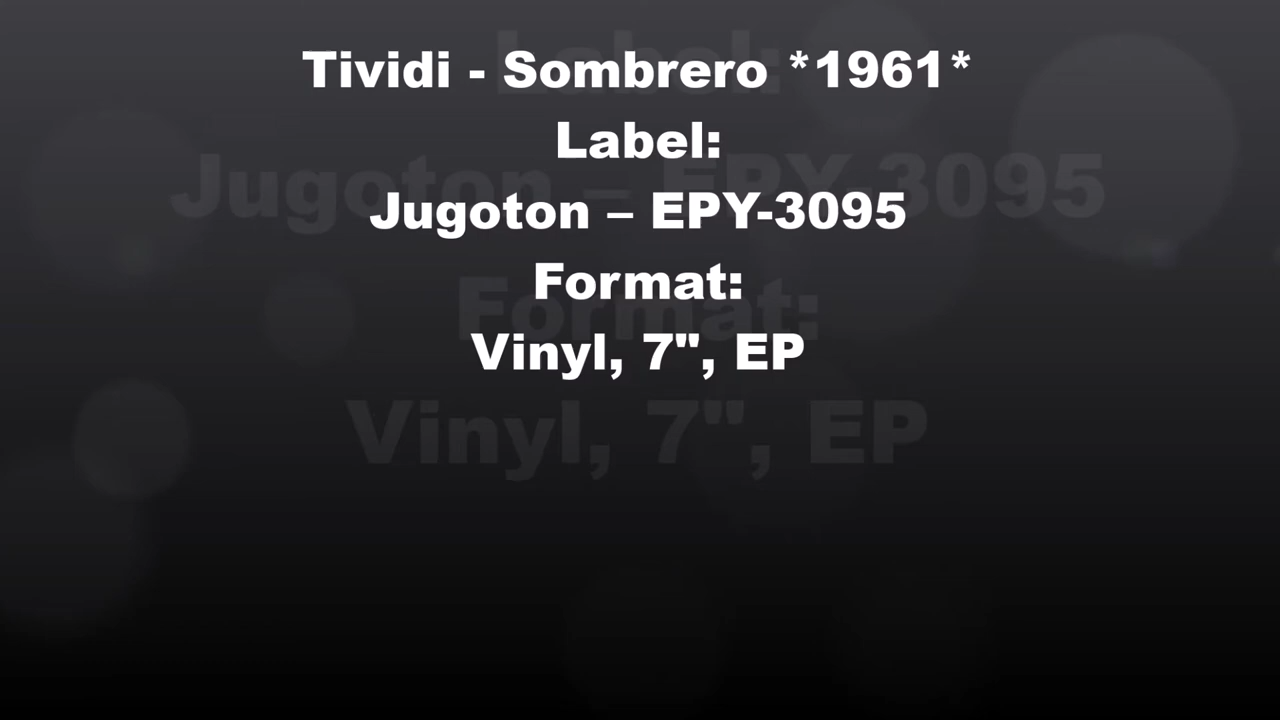 Tividi - Sombrero *1961*
Label:
Jugoton – EPY-3095
Format:
Vinyl, 7", EP